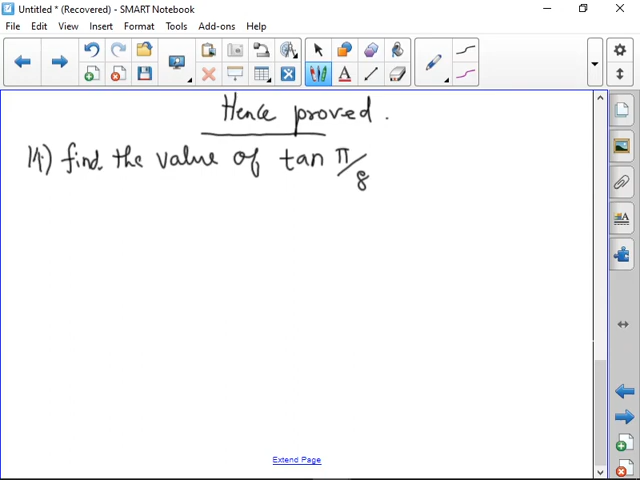 Untitled * (Recovered) - SMART Notebook
File Edit View Insert Format Tools Add-ons Help
Hence proved.
14) find the value of tan π/8
Extend Page